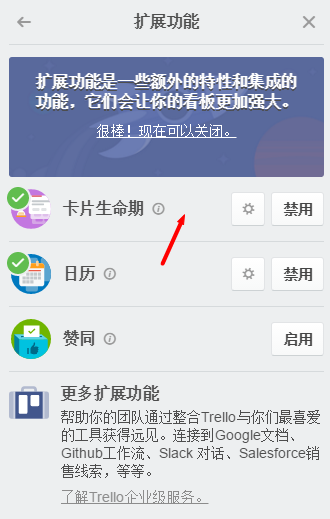 扩展功能
扩展功能是一些额外的特性和集成的
功能，它们会让你的看板更加强大。
很棒！现在可以关闭。
卡片生命期
禁用
日历
禁用
赞同
启用
更多扩展功能
帮助你的团队通过整合Trello与你们最喜爱
的工具获得远见。连接到Google文档、
Github工作流、Slack 对话、Salesforce销
售线索，等等。
了解Trello企业级服务。